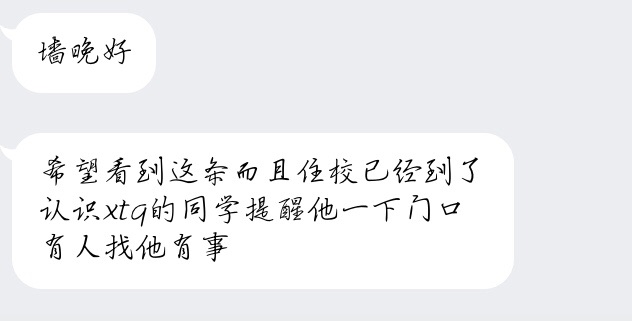 墙晚好
希望看到这条而且住校已经到了
认识xtq的同学提醒他一下门口
有人找他有事